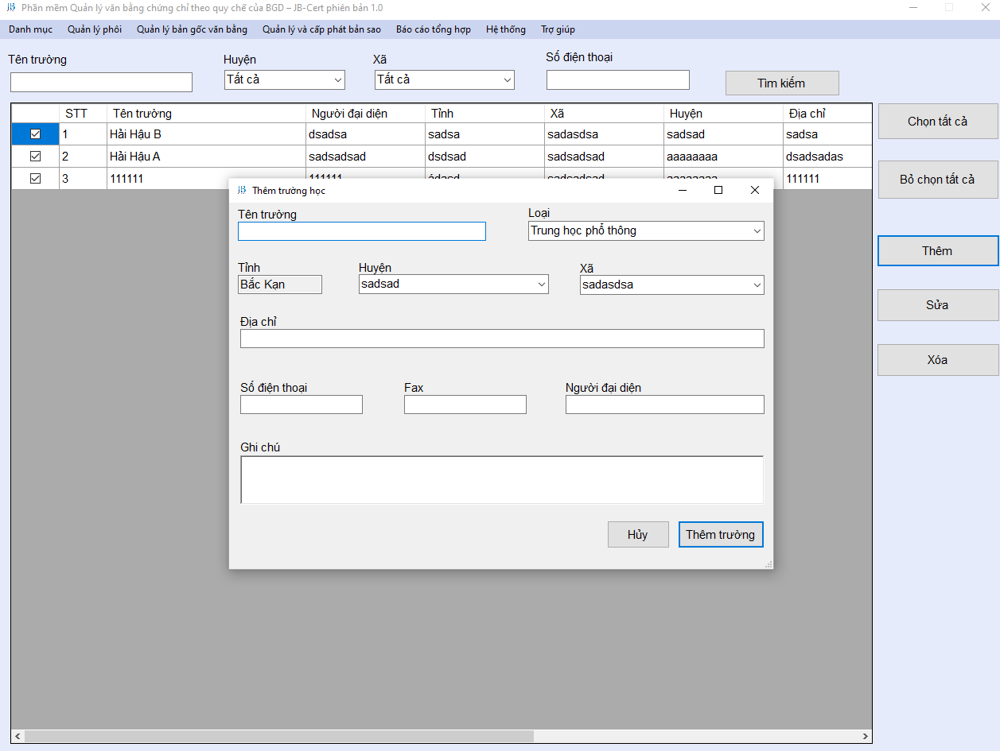 JB Phần mềm Quản lý văn bằng chứng chỉ theo quy chế của BGD – JB-Cert phiên bản 1.0
Danh mục Quản lý phôi Quản lý bản gốc văn bằng Quản lý và cấp phát bản sao Báo cáo tổng hợp Hệ thống Trợ giúp
Tên trường Huyện Xã Số điện thoại
Tất cả Tất cả Tìm kiếm
STT Tên trường Người đại diện Tỉnh Xã Huyện Địa chỉ
1 Hải Hậu B dsadsa sadsa sadasdsa sadsad sadsa
2 Hải Hậu A sadsadsad dsdsad sadsadsad aaaaaaaa dsadsadas
3 111111 111111 ádasd sadsadsad aaaaaaaa 111111
Chọn tất cả
Bỏ chọn tất cả
Thêm
Sửa
Xóa
JB Thêm trường học
Tên trường Loại
Trung học phổ thông
Tỉnh Huyện Xã
Bắc Kạn sadsad sadasdsa
Địa chỉ
Số điện thoại Fax Người đại diện
Ghi chú
Hủy Thêm trường